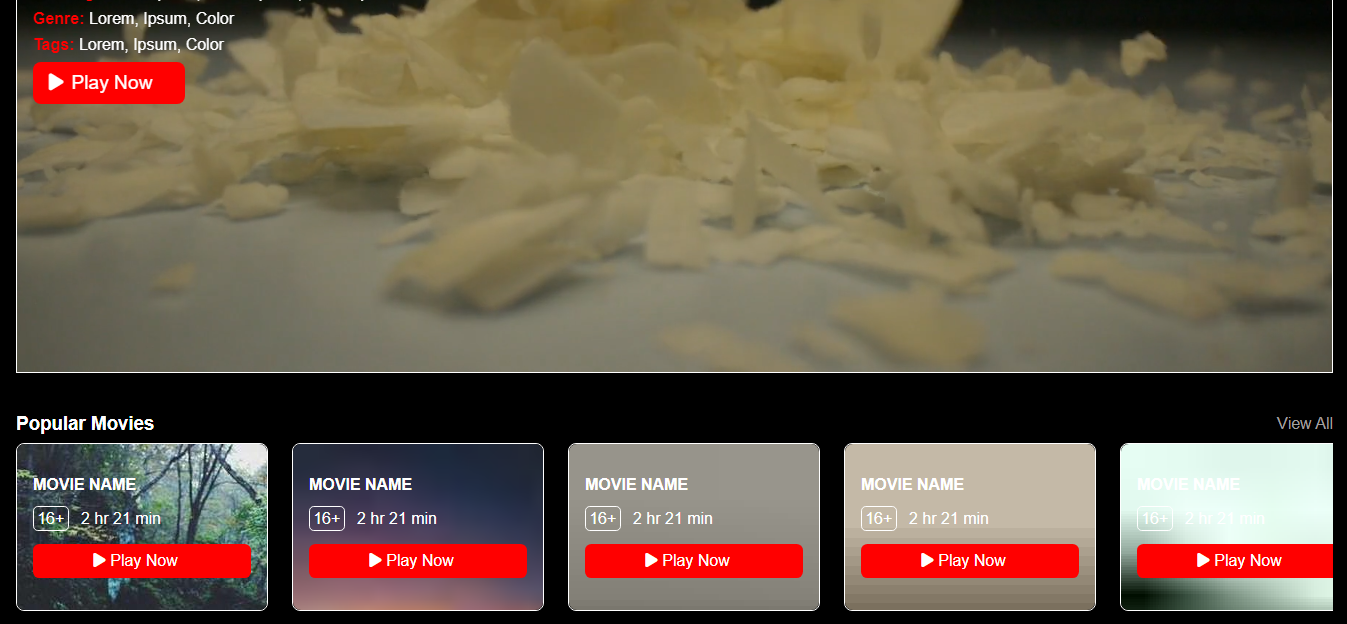 Genre: Lorem, Ipsum, Color
Tags: Lorem, Ipsum, Color
Play Now
Popular Movies
View All
MOVIE NAME
16+ 2 hr 21 min
Play Now
MOVIE NAME
16+ 2 hr 21 min
Play Now
MOVIE NAME
16+ 2 hr 21 min
Play Now
MOVIE NAME
16+ 2 hr 21 min
Play Now
MOVIE NAME
16+ 2 hr 21 min
Play Now